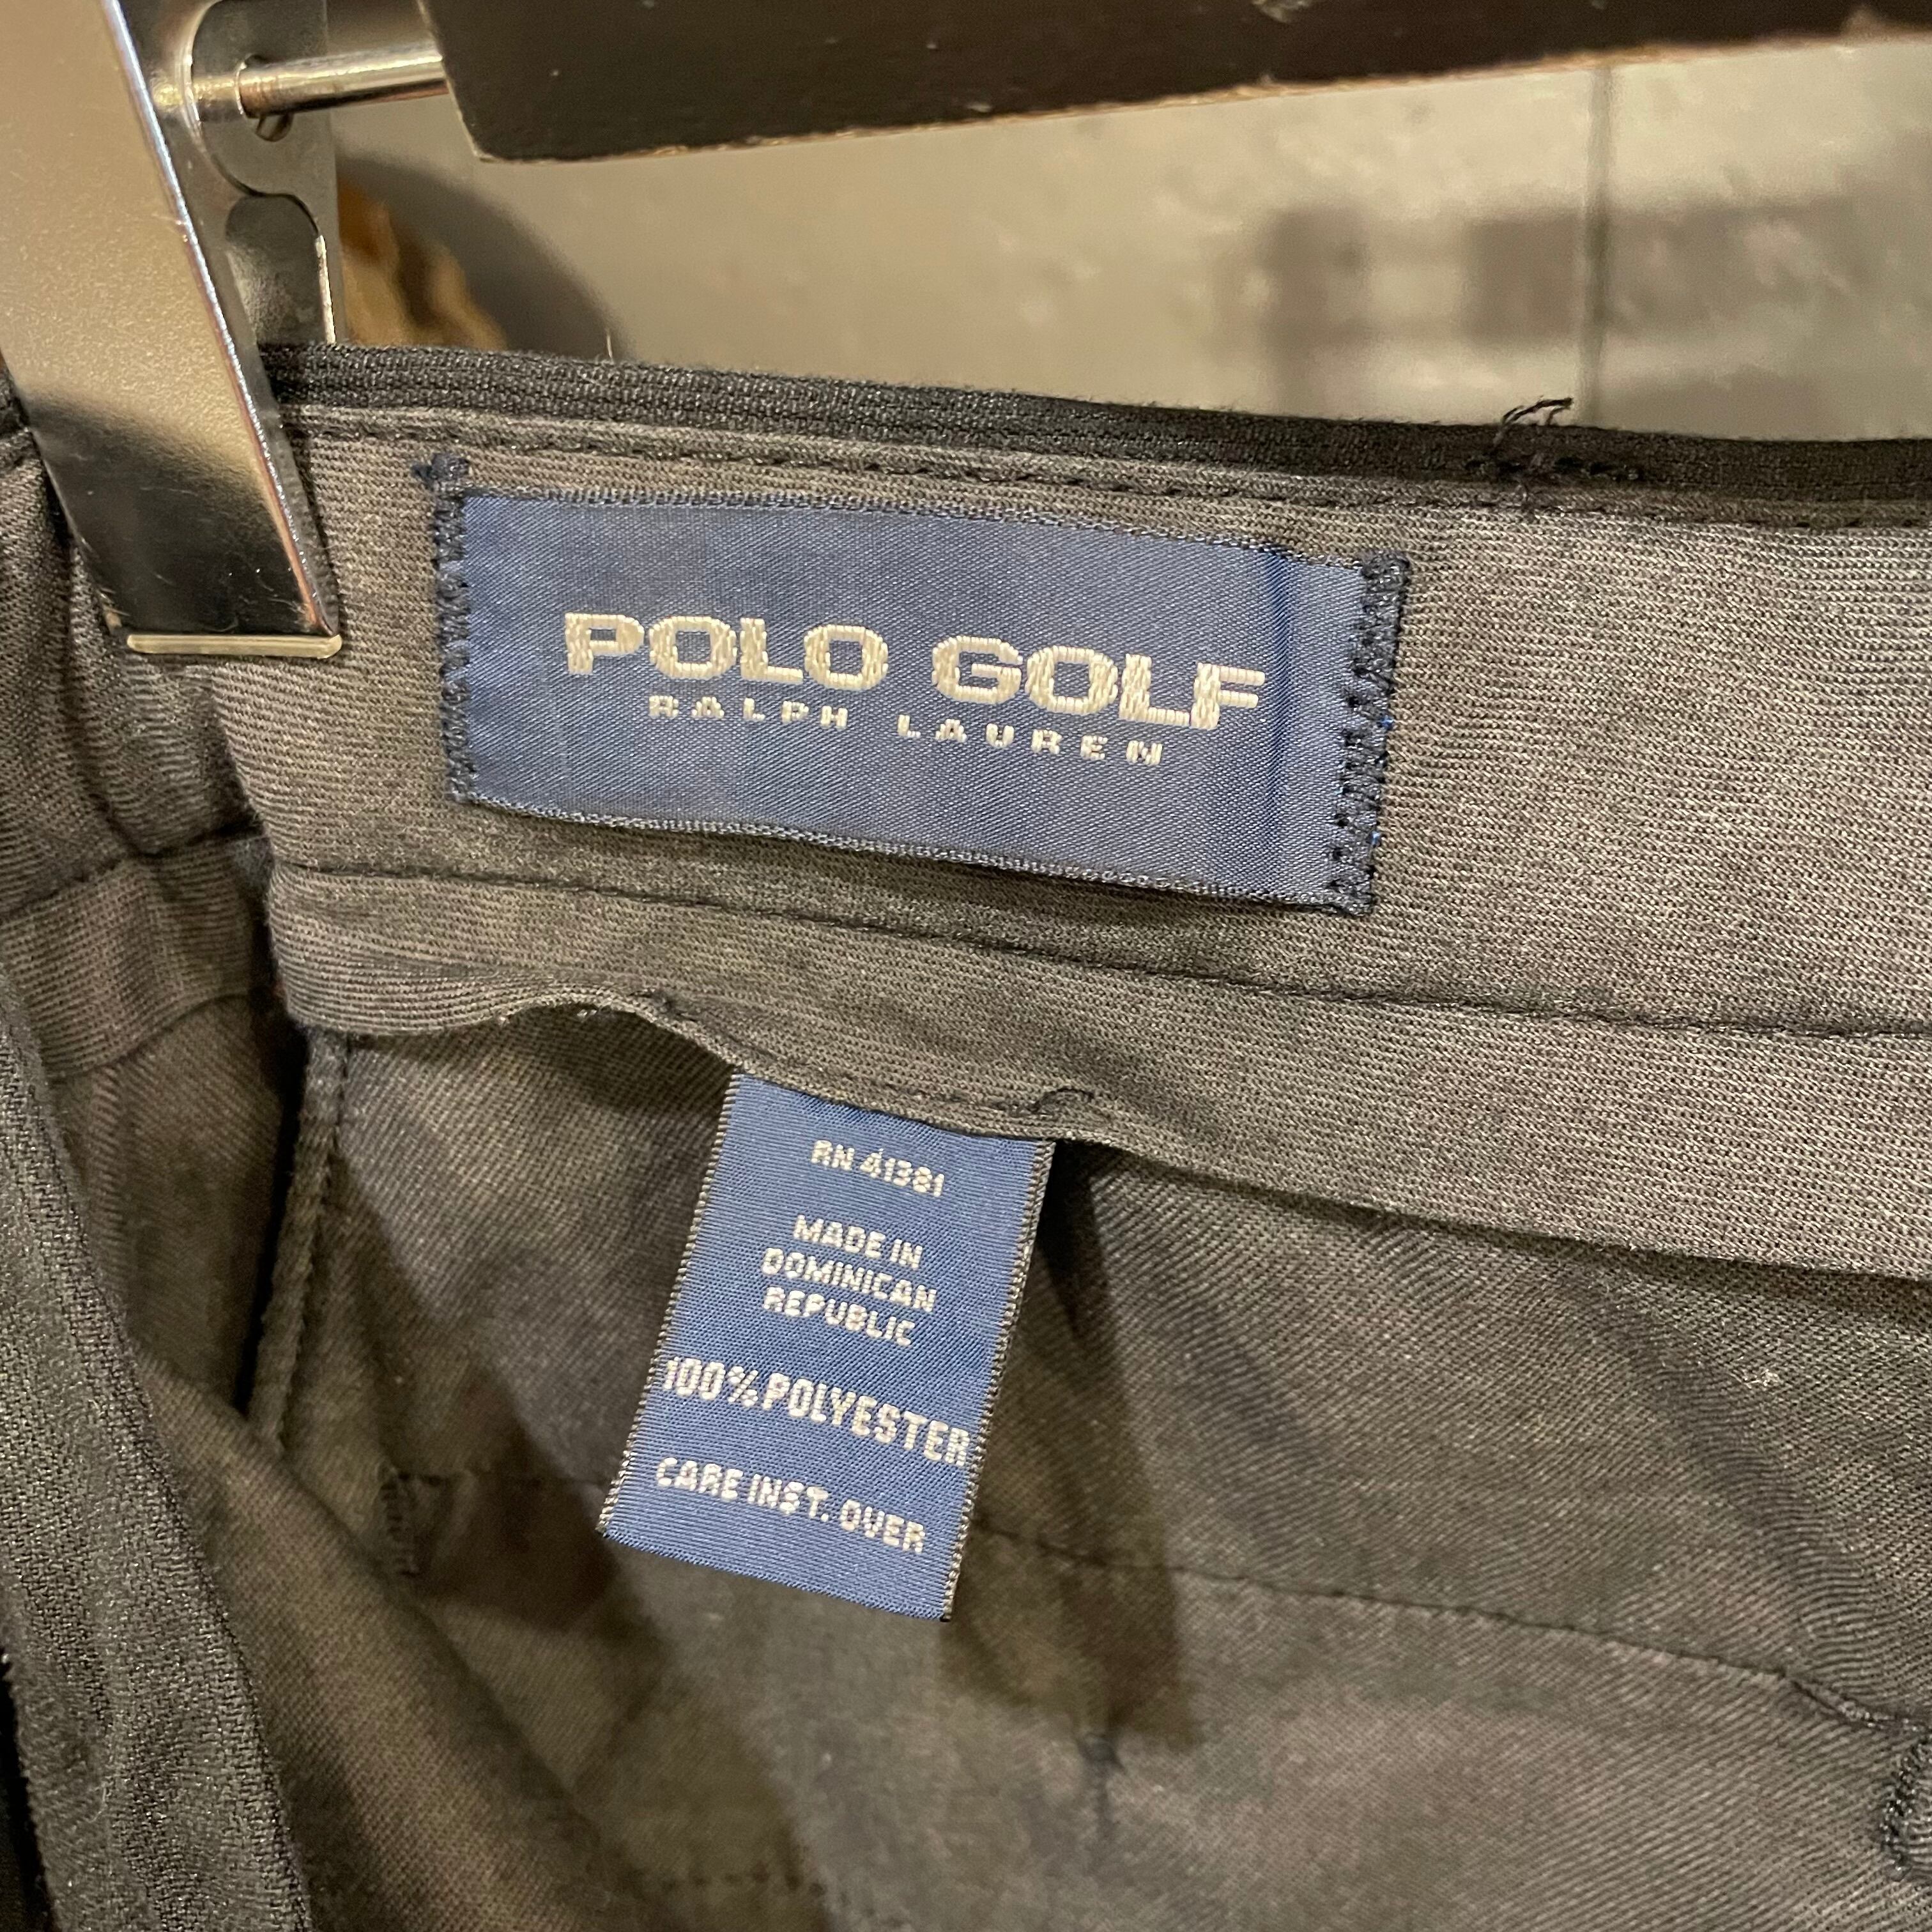 POLO GOLF
RALPH LAUREN
RN 41381
MADE IN
DOMINICAN
REPUBLIC
100% POLYESTER
CARE INST. OVER